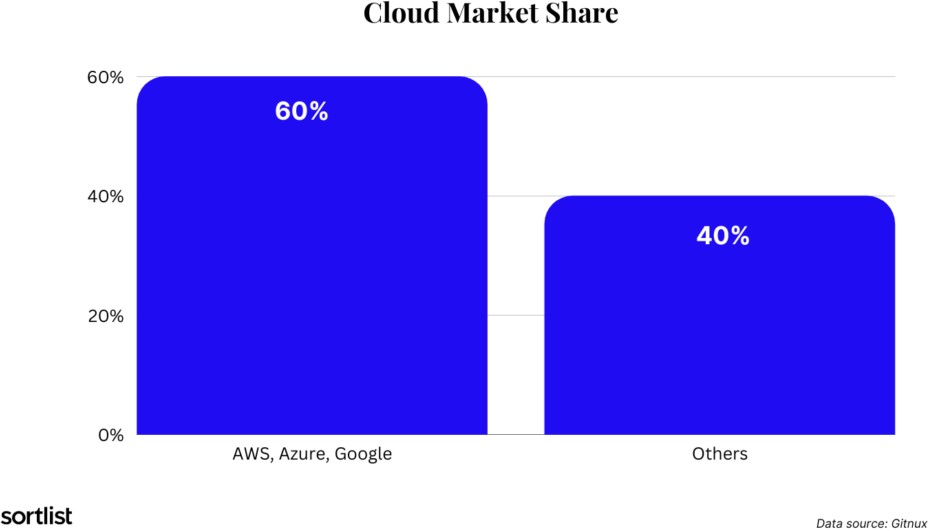 Cloud Market Share
60%
60%
40%
40%
20%
0%
AWS, Azure, Google
Others
sortlist
Data source: Gitnux